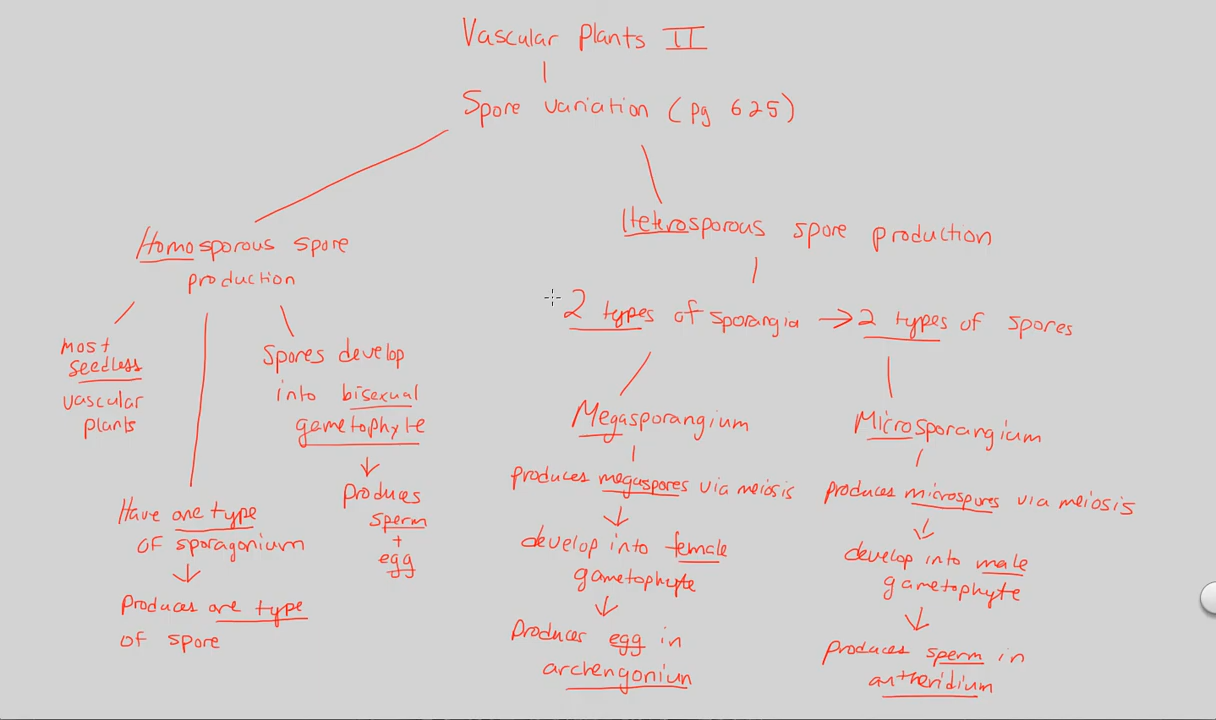 Vascular Plants II
Spore variation (pg 625)
Homosporous spore
production
most
seedless
vascular
plants
Have one type
of sporagonium
Produces one type
of spore
Spores develop
into bisexual
gametophyte
Produces
sperm
+
egg
Heterosporous spore production
2 types of sporangia → 2 types of spores
Megasporangium
produces megaspores via meiosis
develop into female
gametophyte
Produces egg in
archengoniun
Microsporangium
produces microspores via meiosis
develop into male
gametophyte
produces sperm in
antheridium